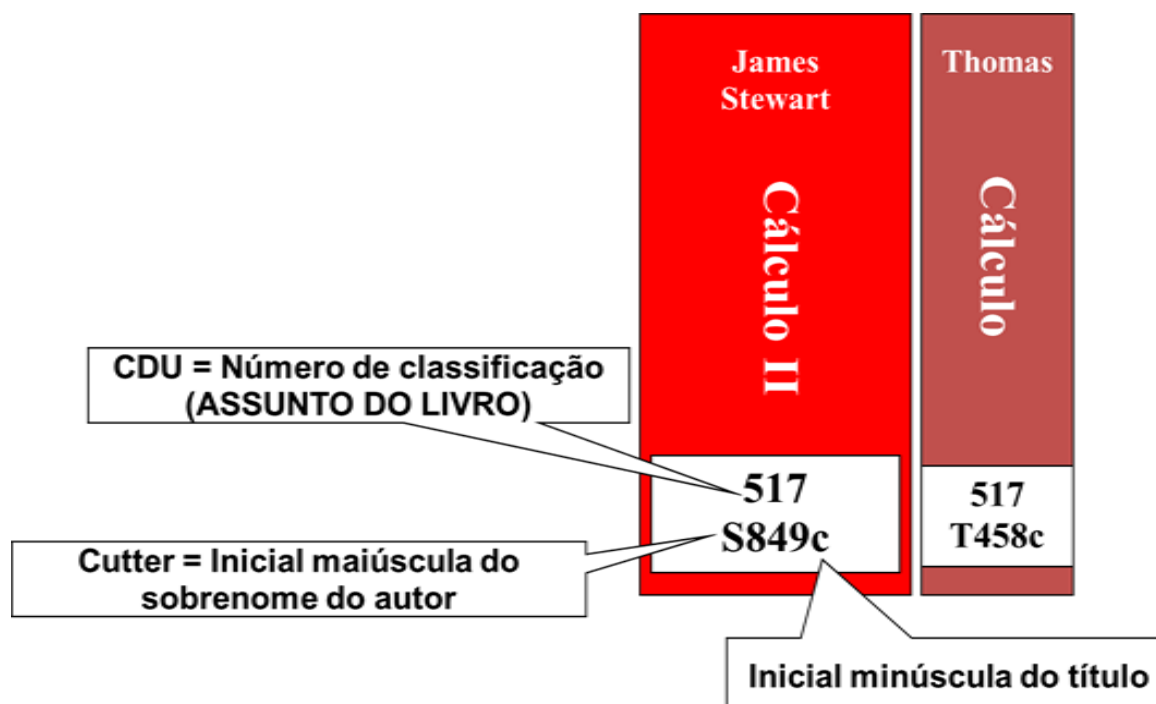 James
Stewart
Cálculo II
517
S849c
Thomas
Cálculo
517
T458c
CDU = Número de classificação
(ASSUNTO DO LIVRO)
Cutter = Inicial maiúscula do
sobrenome do autor
Inicial minúscula do título